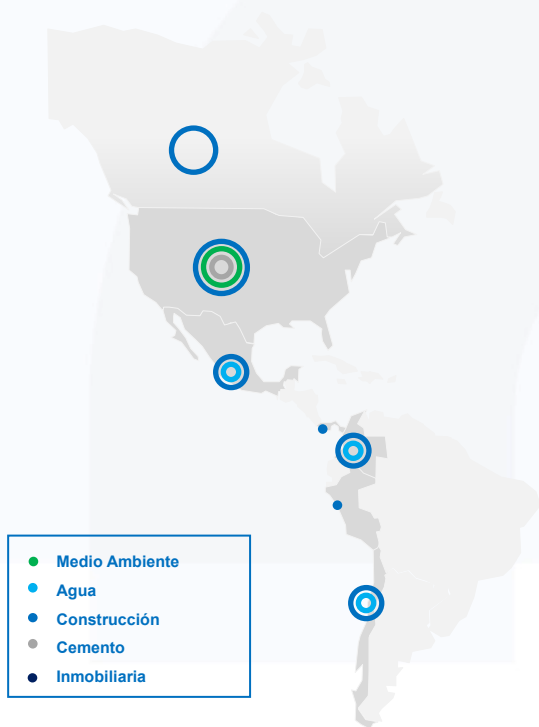 Medio Ambiente
Agua
Construcción
Cemento
Inmobiliaria